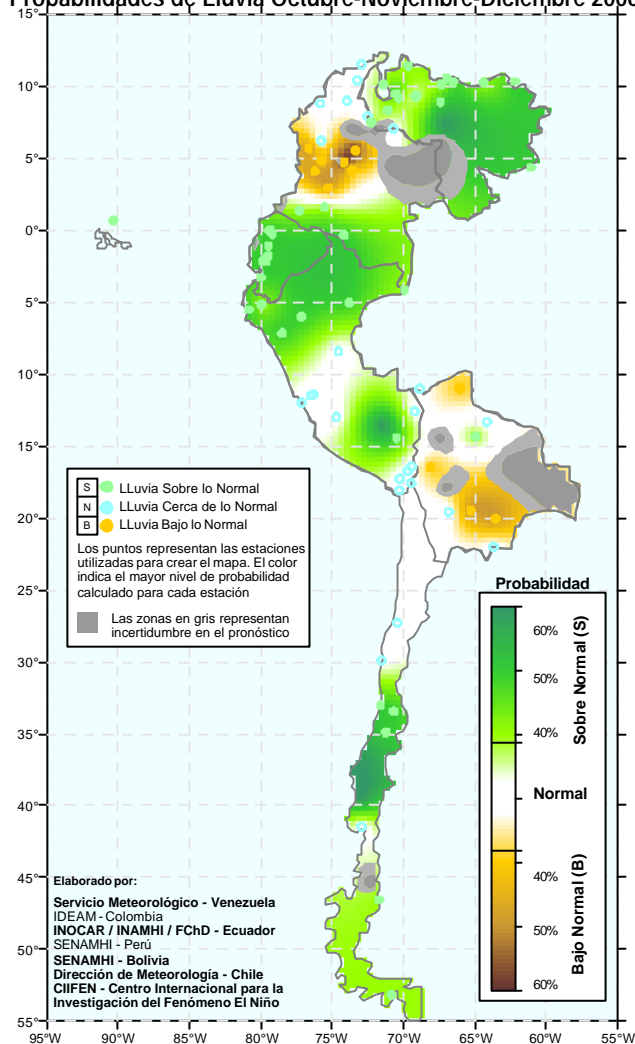 Probabilidades de Lluvia Octubre-Noviembre-Diciembre
15°
10°
5°
0°
5°
10°
15°
20°
25°
30°
35°
40°
45°
50°
55°
S LLuvia Sobre lo Normal
N LLuvia Cerca de lo Normal
B LLuvia Bajo lo Normal
Los puntos representan las estaciones
utilizadas para crear el mapa. El color
indica el mayor nivel de probabilidad
calculado para cada estación
Las zonas en gris representan
incertidumbre en el pronóstico
Probabilidad
60%
50%
40%
Sobre Normal (S)
Normal
40%
50%
60%
Bajo Normal (B)
Elaborado por:
Servicio Meteorológico - Venezuela
IDEAM - Colombia
INOCAR / INAMHI / FChD - Ecuador
SENAMHI - Perú
SENAMHI - Bolivia
Dirección de Meteorología - Chile
CIIFEN - Centro Internacional para la
Investigación del Fenómeno El Niño
95°W 90°W 85°W 80°W 75°W 70°W 65°W 60°W 55°W